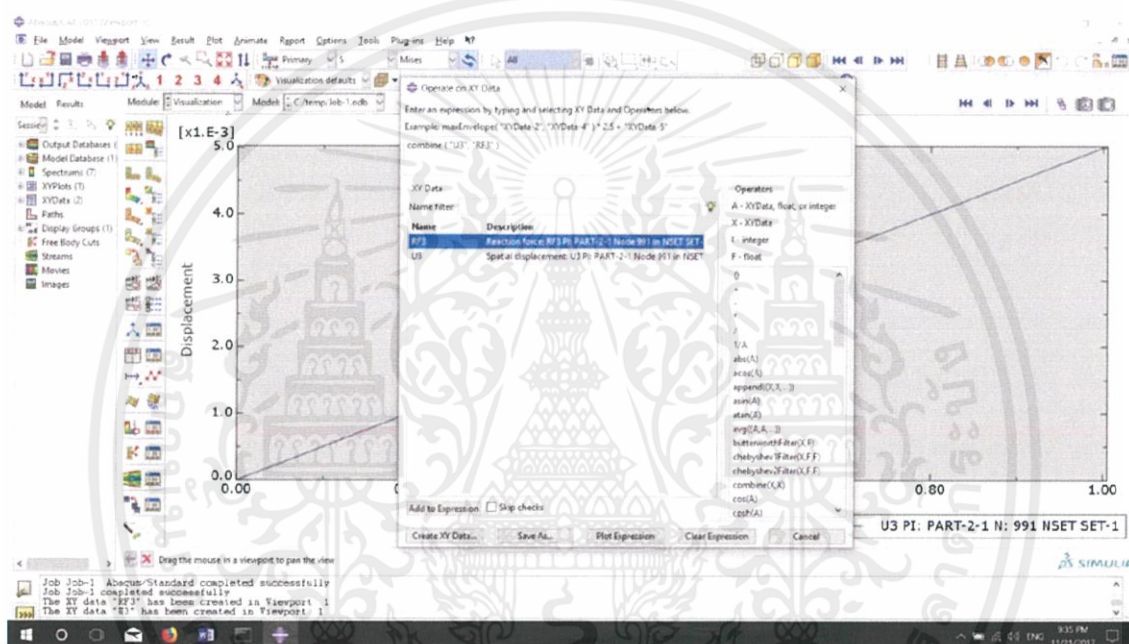 File Model Viewport View Result Plot Animate Report Options Tools Plug-ins Help
Primary S Mises All
1 2 3 4 Visualization defaults
Model Results Module: Visualization Model: C:/temp/Job-1.odb
Output Databases (
Model Database (1)
Spectrums (7)
XYPlots (1)
XYData (2)
Paths
Display Groups (1)
Free Body Cuts
Streams
Movies
Images
[x1.E-3]
5.0
4.0
3.0
2.0
1.0
0.0
Displacement
0.00
0.80
1.00
U3 PI: PART-2-1 N: 991 NSET SET-1
Operate on XY Data
Enter an expression by typing and selecting XY Data and Operators below.
Example: maxEnvelope( "XYData-2", "XYData-4" ) * 2.5 + "XYData-5"
combine ( "U3", "RF3" )
XY Data
Name filter
Name Description
RF3 Reaction force: RF3 PI: PART-2-1 Node 991 in NSET SET-
U3 Spatial displacement: U3 PI: PART-2-1 Node 991 in NSET
Operators
A - XYData, float, or integer
X - XYData
I - integer
F - float
()
+
-
*
/
1/A
abs(A)
acos(A)
append((X,X,...))
asin(A)
atan(A)
avg((A,A,...))
butterworthFilter(X,F)
chebyshev1Filter(X,F,F)
chebyshev2Filter(X,F,F)
combine(X,X)
cos(A)
cosh(A)
Add to Expression Skip checks
Create XY Data... Save As... Plot Expression Clear Expression Cancel
Drag the mouse in a viewport to pan the view
SIMULIA
Job Job-1 Abaqus/Standard completed successfully
Job Job-1 completed successfully
The XY data "RF3" has been created in Viewport: 1
The XY data "U3" has been created in Viewport: 1
ENG 9:35 PM